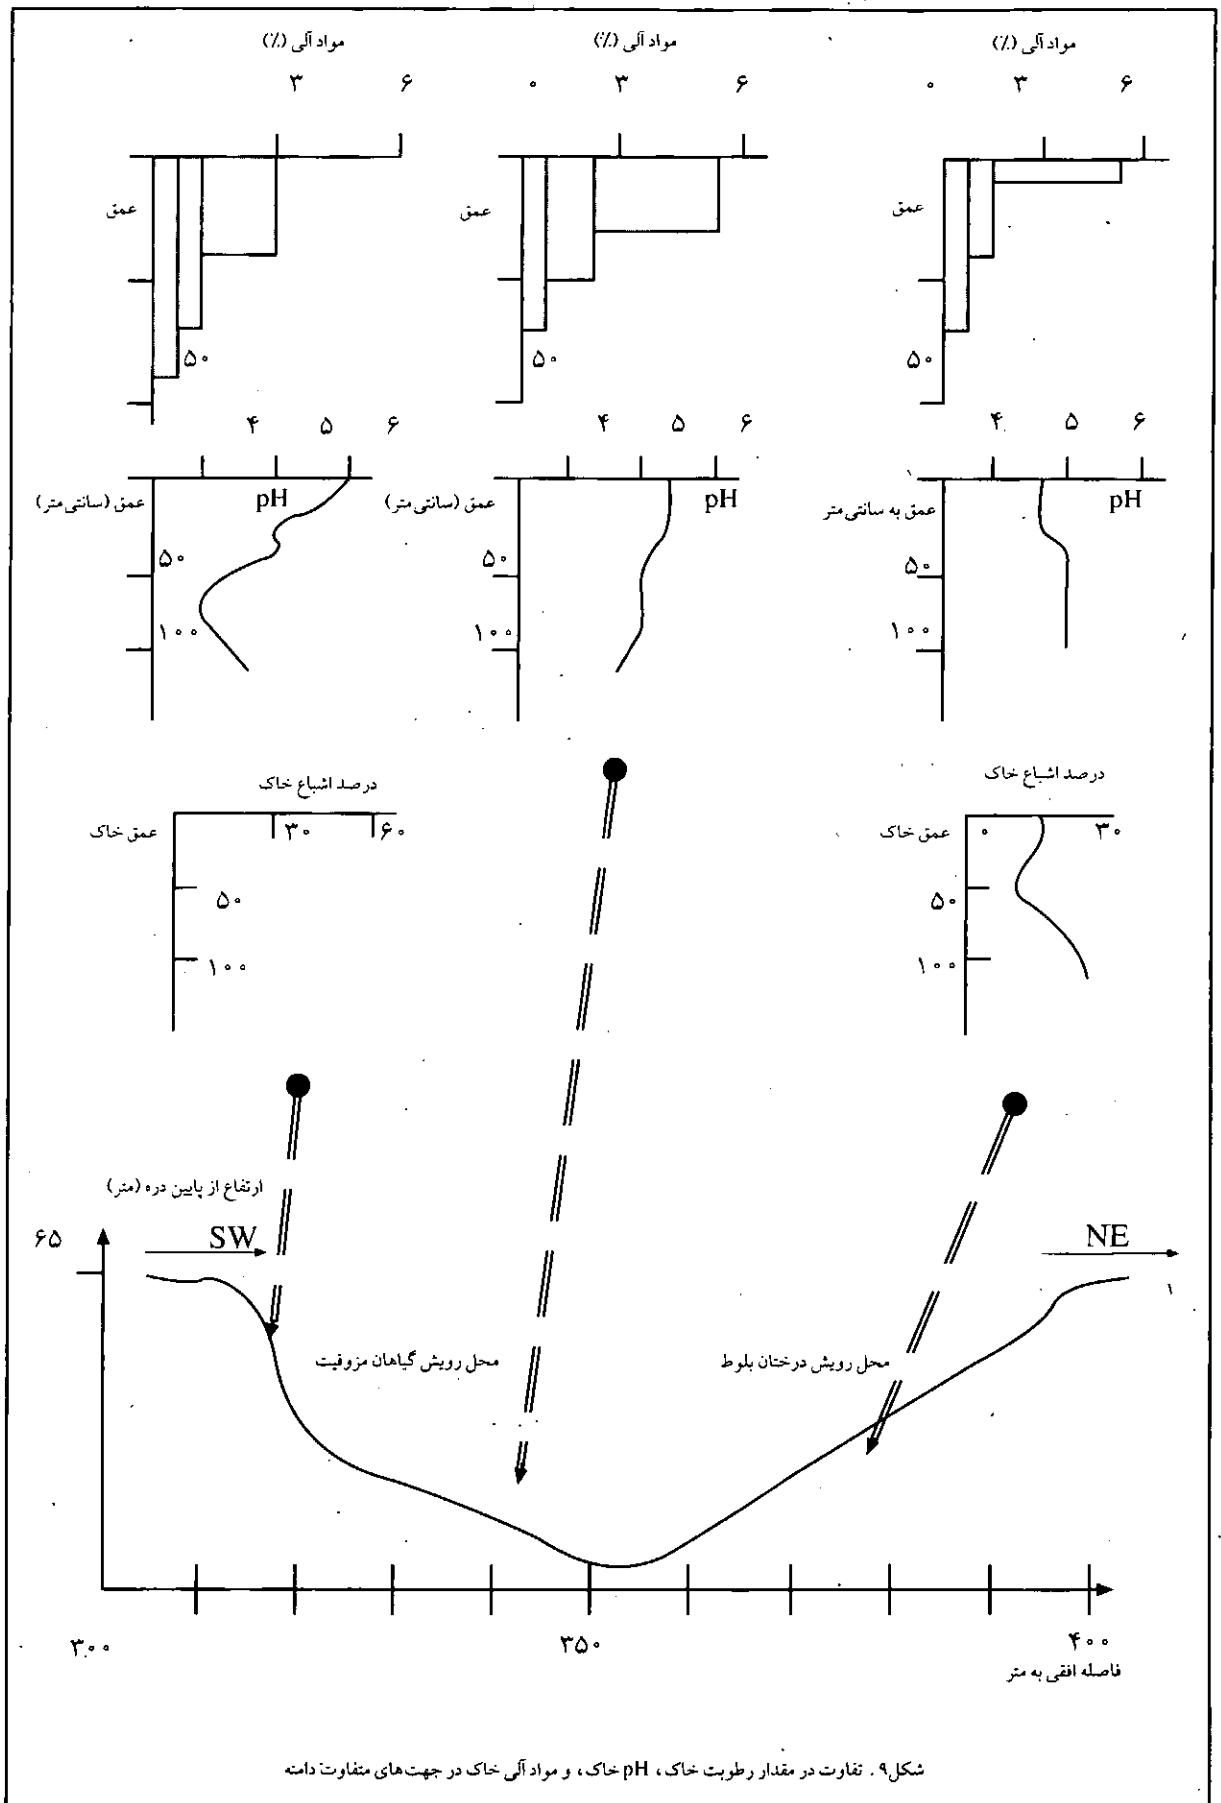 مواد آلی (٪)
مواد آلی (٪)
مواد آلی (٪)
۰ ۳ ۶
۰ ۳ ۶
۳ ۶
عمق
عمق
عمق
۵۰
۵۰
۵۰
۴ ۵ ۶
۴ ۵ ۶
۴ ۵ ۶
pH
pH
pH
عمق به سانتی متر
عمق (سانتی متر)
عمق (سانتی متر)
۵۰
۵۰
۵۰
۱۰۰
۱۰۰
۱۰۰
درصد اشباع خاک
درصد اشباع خاک
عمق خاک ۰ ۳۰
عمق خاک ۳۰ ۶۰
۵۰
۵۰
۱۰۰
۱۰۰
ارتفاع از پایین دره (متر)
۶۵
SW
NE
محل رویش درختان بلوط
محل رویش گیاهان مزوفیت
۳۰۰ ۳۵۰ ۴۰۰
فاصله افقی به متر
شکل۹. تفاوت در مقدار رطوبت خاک، pH خاک، و مواد آلی خاک در جهت‌های متفاوت دامنه